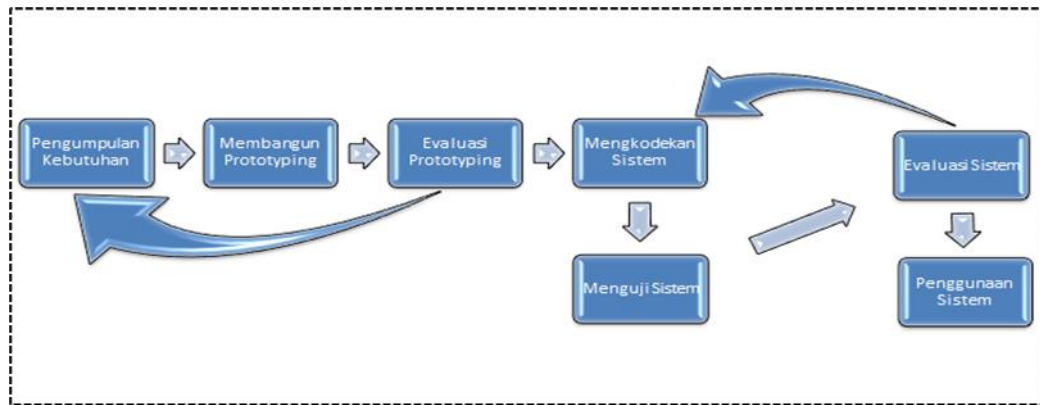 Pengumpulan
Kebutuhan
Membangun
Prototyping
Evaluasi
Prototyping
Mengkodekan
Sistem
Menguji Sistem
Evaluasi Sistem
Penggunaan
Sistem